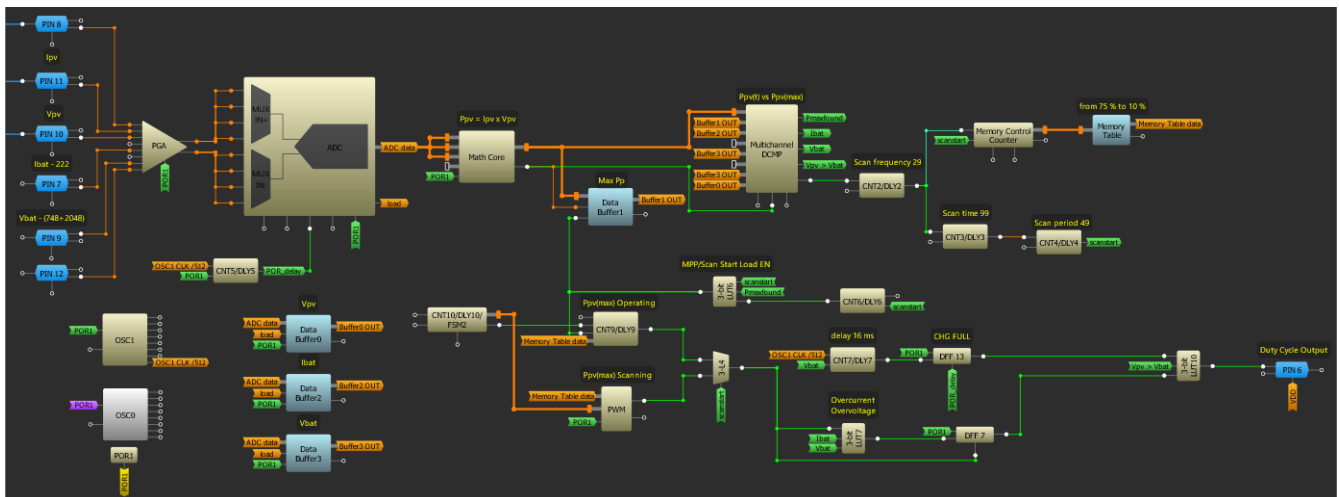 PIN 8
Ipv
PIN 11
Vpv
PIN 10
Ibat - 222
PIN 7
Vbat - (748+2048)
PIN 9
PIN 12
PGA
POR1
MUX
IN+
MUX
IN-
ADC
ADC data
load
POR1
OSC1 CLK /512
POR1
CNT5/DLY5
POR_delay
Ppv = Ipv x Vpv
Math Core
POR1
Max Pp
Data
Buffer1
Buffer1 OUT
Ppv(t) vs Ppv(max)
Buffer1 OUT
Buffer2 OUT
Buffer3 OUT
Buffer3 OUT
Buffer0 OUT
Multichannel
DCMP
Pmaxfound
Ibat
Vbat
Vpv > Vbat
Scan frequency 29
CNT2/DLY2
scanstart
Memory Control
Counter
from 75 % to 10 %
Memory
Table
Memory Table data
Scan time 99
CNT3/DLY3
Scan period 49
CNT4/DLY4
scanstart
MPP/Scan Start Load EN
3-bit
LUT6
scanstart
Pmaxfound
CNT6/DLY6
scanstart
POR1
OSC1
OSC1 CLK /512
POR1
OSC0
POR1
POR1
Vpv
ADC data
load
POR1
Data
Buffer0
Buffer0 OUT
Ibat
ADC data
load
POR1
Data
Buffer2
Buffer2 OUT
Vbat
ADC data
load
POR1
Data
Buffer3
Buffer3 OUT
CNT10/DLY10/
FSM2
Ppv(max) Operating
CNT9/DLY9
Memory Table data
Ppv(max) Scanning
Memory Table data
POR1
PWM
3-L4
scanstart
delay 16 ms
OSC1 CLK /512
Vbat
CNT7/DLY7
CHG FULL
POR1
DFF 13
POR_delay
Overcurrent
Overvoltage
Ibat
Vbat
3-bit
LUT7
POR1
DFF 7
Vpv > Vbat
3-bit
LUT10
Duty Cycle Output
PIN 6
VDD